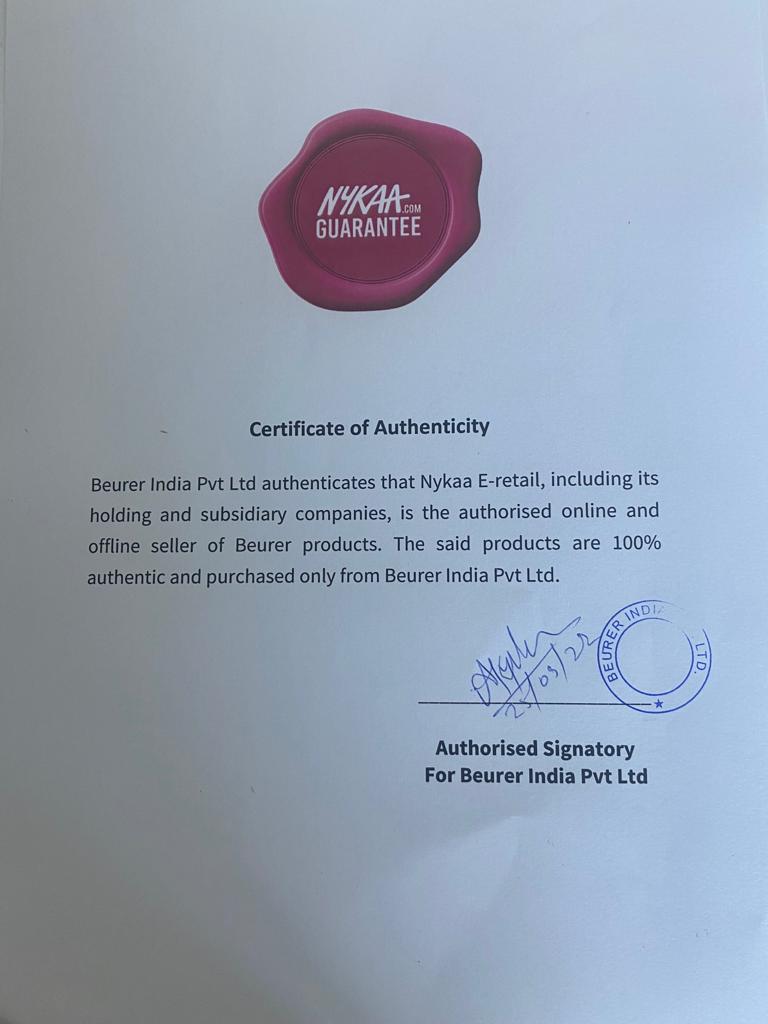 NYKAA.COM
GUARANTEE
Certificate of Authenticity
Beurer India Pvt Ltd authenticates that Nykaa E-retail, including its
holding and subsidiary companies, is the authorised online and
offline seller of Beurer products. The said products are 100%
authentic and purchased only from Beurer India Pvt Ltd.
BEURER INDIA LTD.
Authorised Signatory
For Beurer India Pvt Ltd